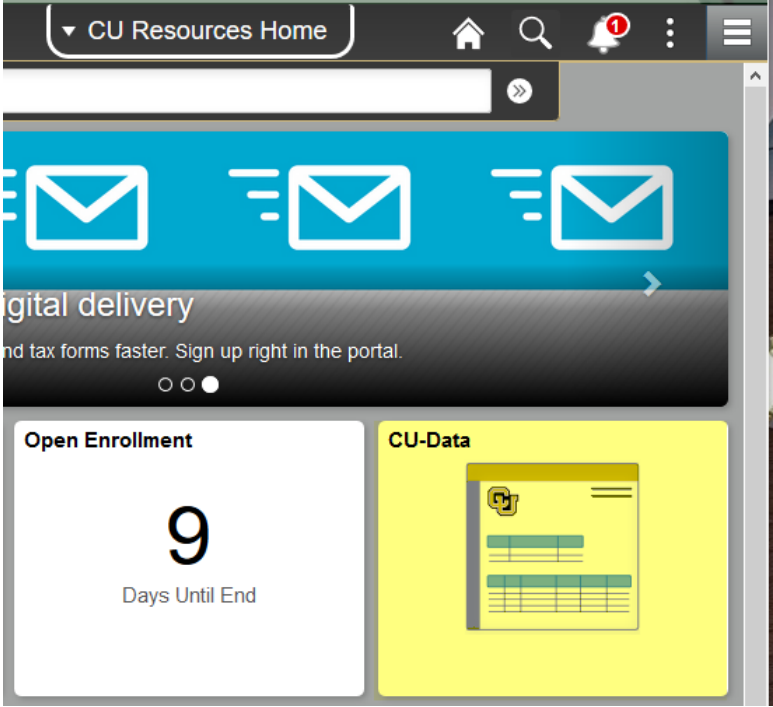 CU Resources Home
1
igital delivery
nd tax forms faster. Sign up right in the portal.
Open Enrollment
CU-Data
9
CU
Days Until End